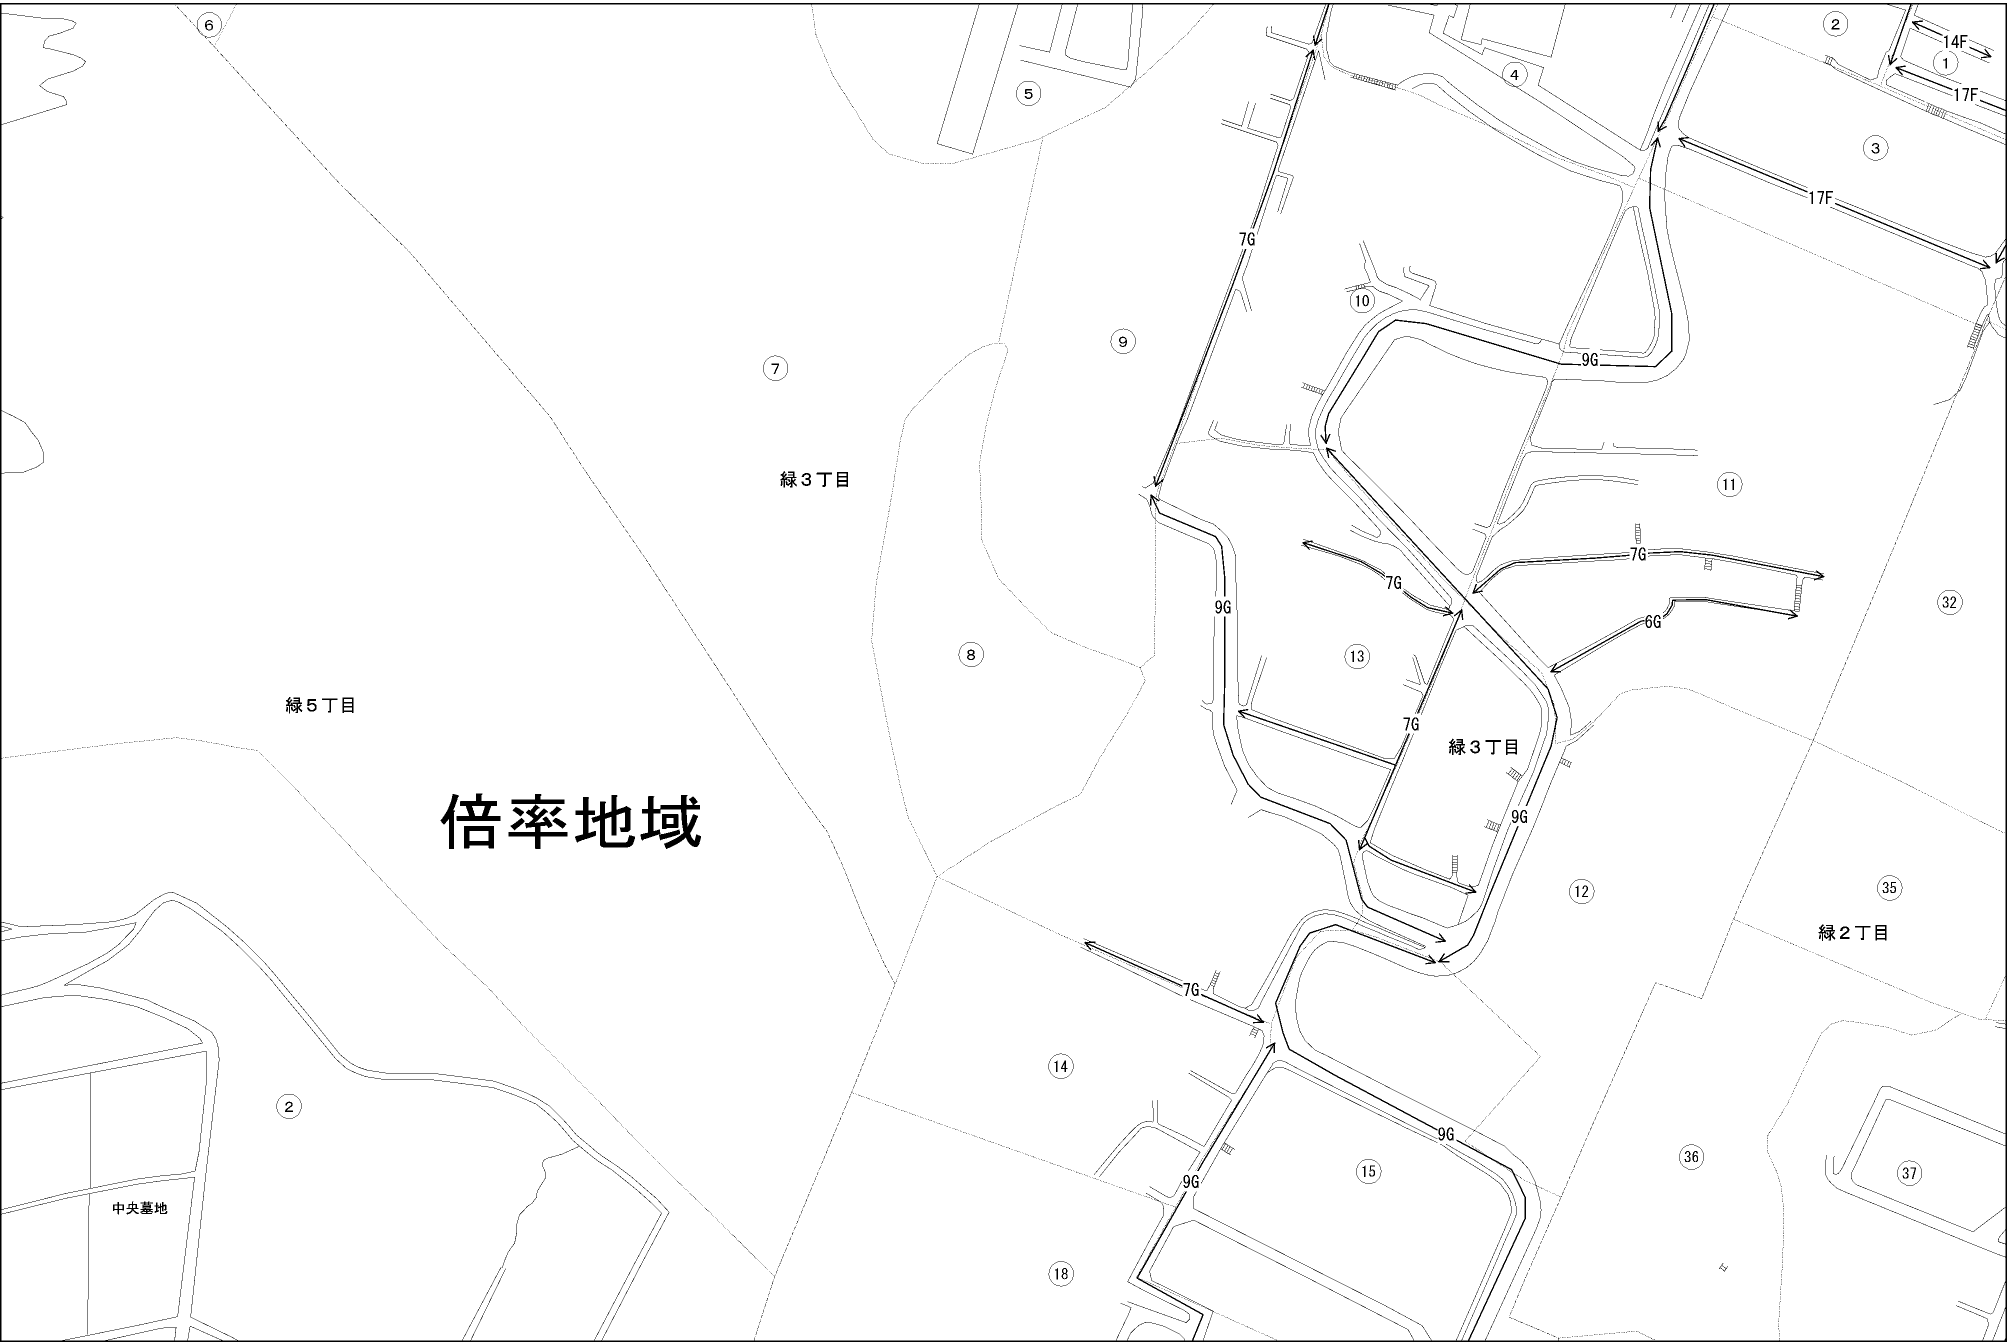 ⑥
②
14F
①
④
17F
⑤
③
17F
7G
⑩
9G
⑨
⑦
緑3丁目
⑪
7G
7G
㉜
9G
6G
⑧
⑬
緑5丁目
7G
緑3丁目
倍率地域
9G
⑫
㉟
緑2丁目
7G
⑭
②
9G
㊱
⑮
㊲
9G
中央墓地
⑱